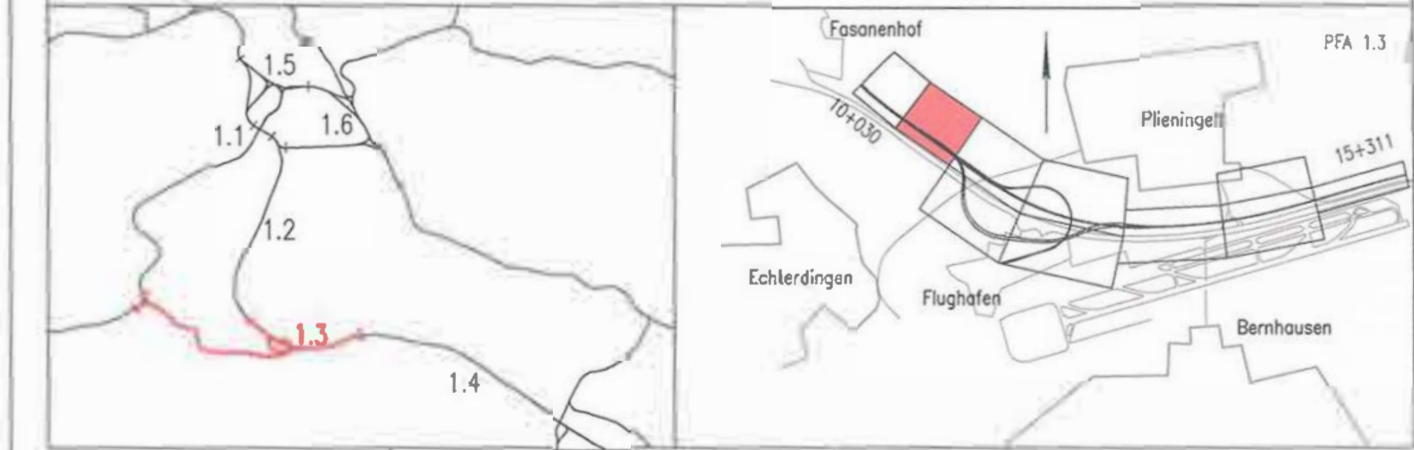 1.5
1.1
1.6
1.2
1.3
1.4
Fasanenhof
PFA 1.3
10+030
Plieningen
15+311
Echterdingen
Flughafen
Bernhausen